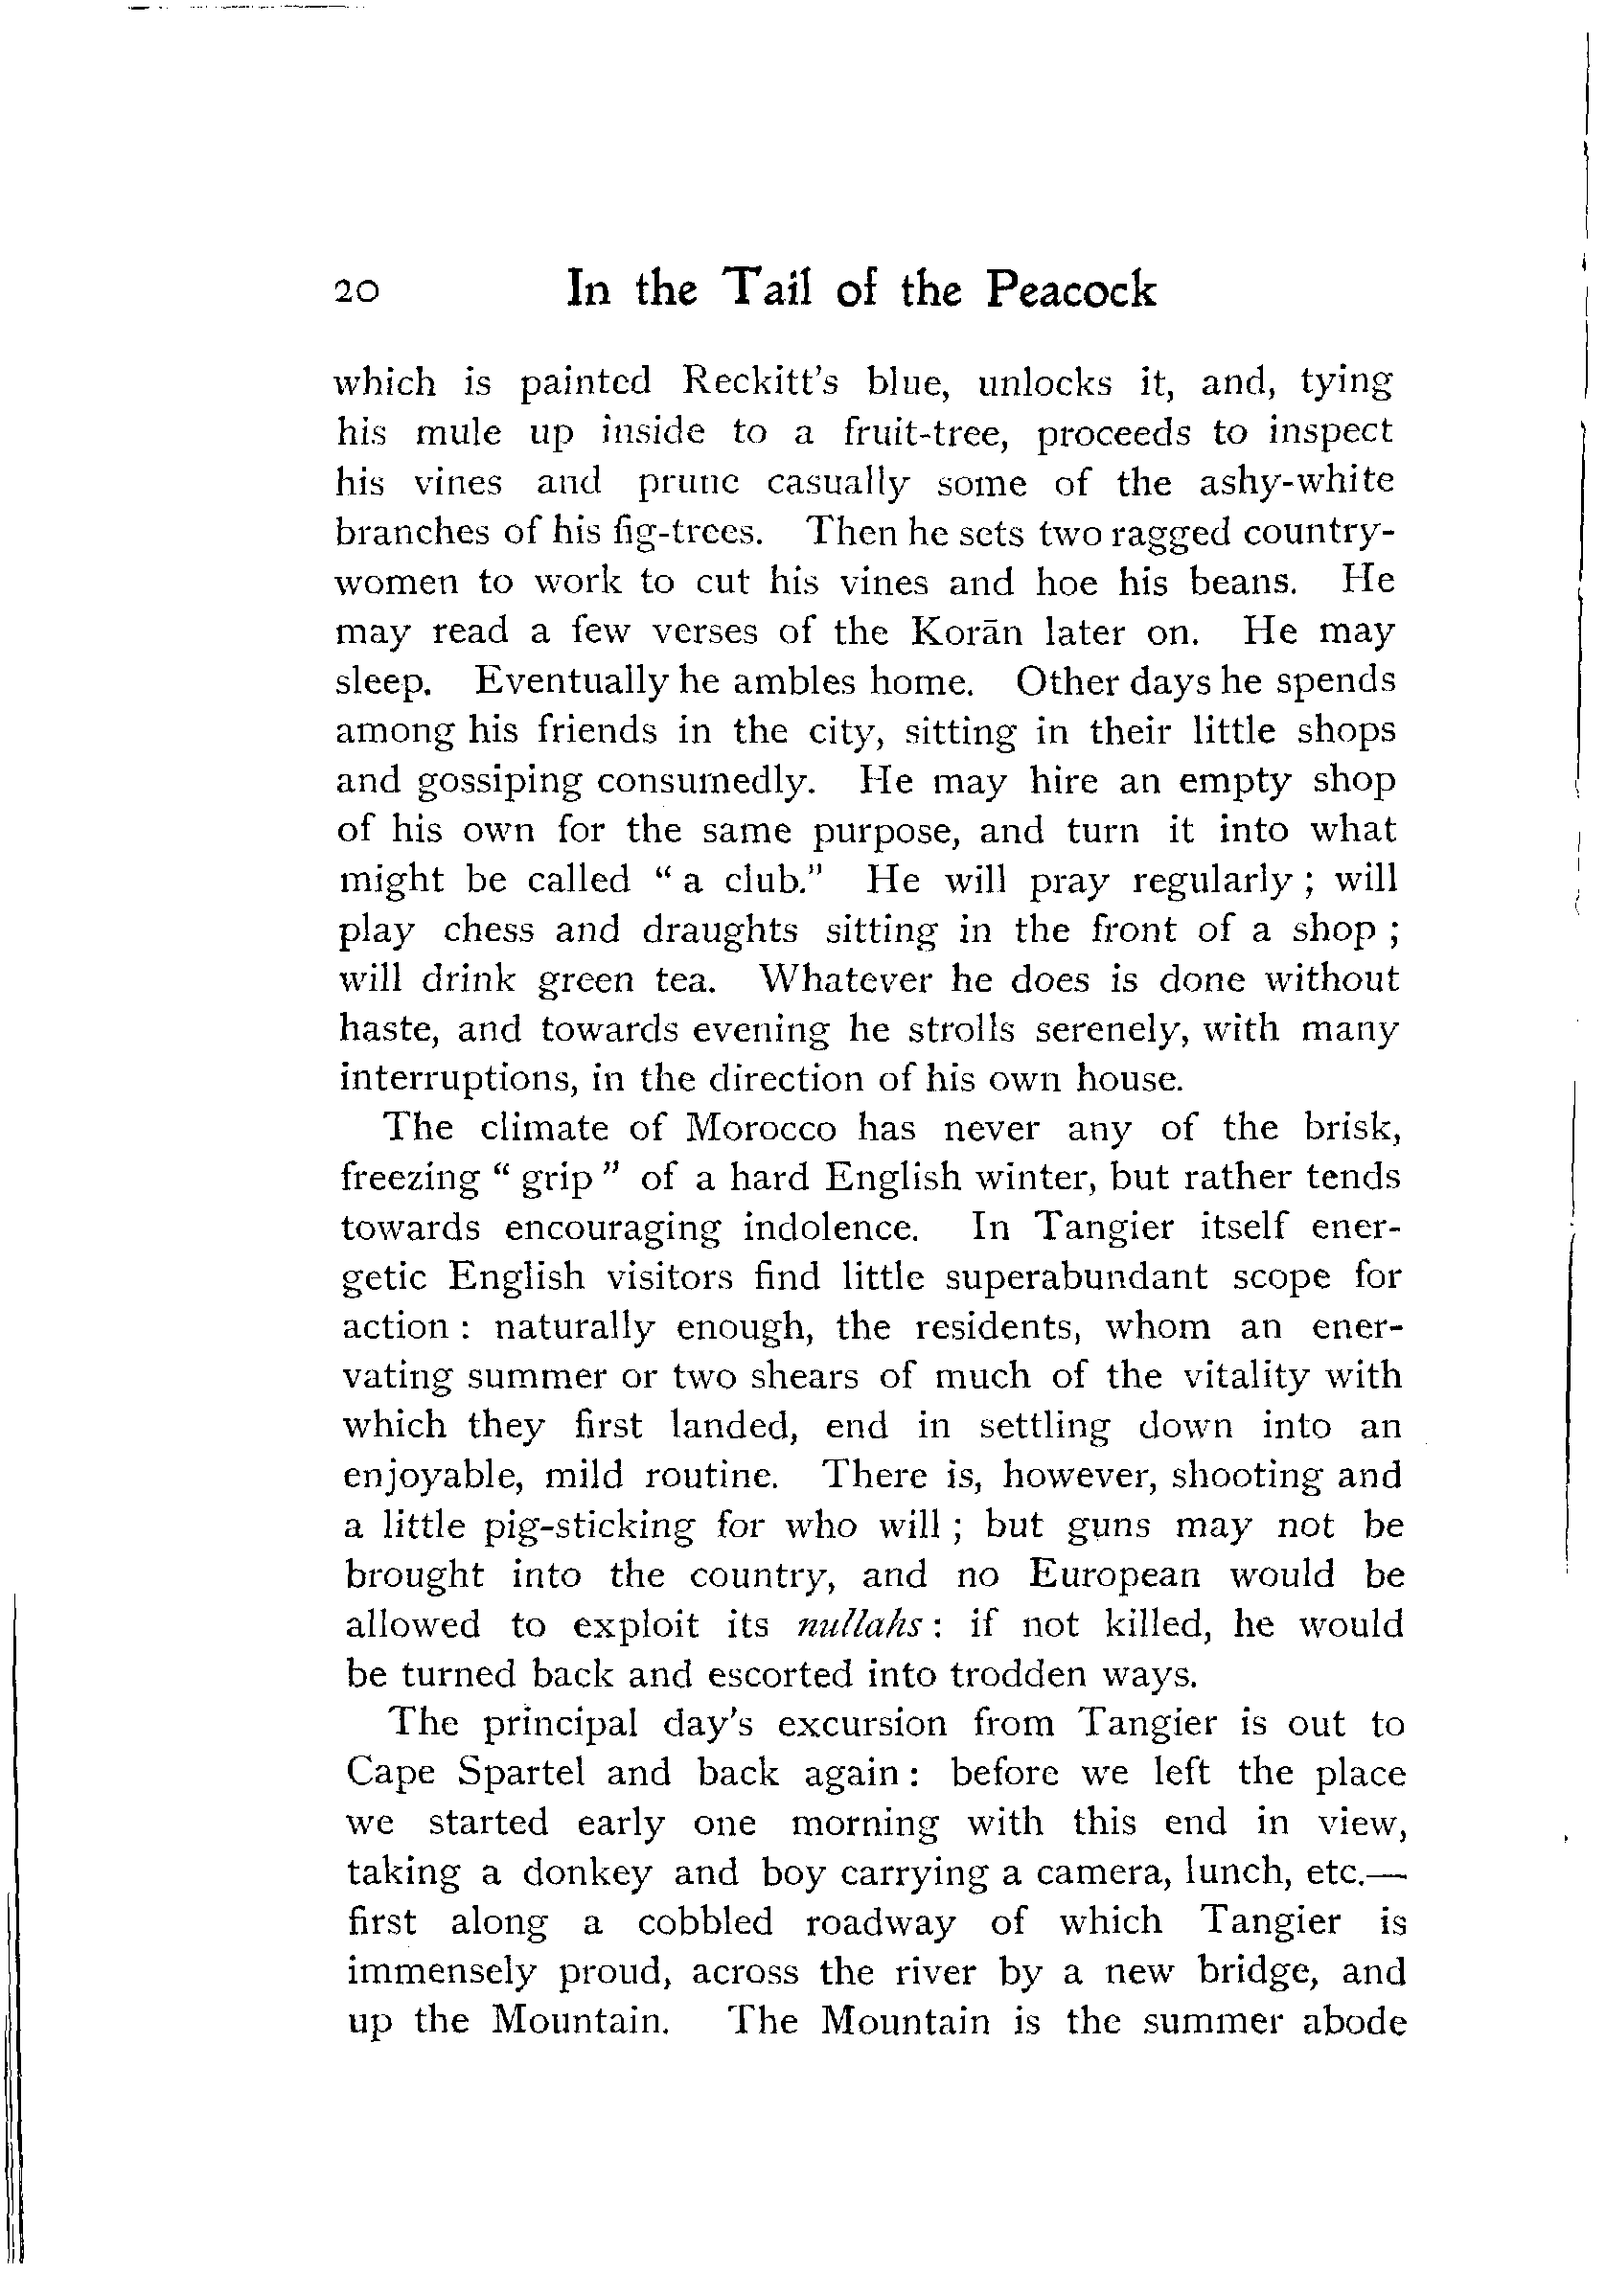 20 In the Tail of the Peacock
which is painted Reckitt's blue, unlocks it, and, tying
his mule up inside to a fruit-tree, proceeds to inspect
his vines and prune casually some of the ashy-white
branches of his fig-trees. Then he sets two ragged country-
women to work to cut his vines and hoe his beans. He
may read a few verses of the Korān later on. He may
sleep. Eventually he ambles home. Other days he spends
among his friends in the city, sitting in their little shops
and gossiping consumedly. He may hire an empty shop
of his own for the same purpose, and turn it into what
might be called “ a club.” He will pray regularly ; will
play chess and draughts sitting in the front of a shop ;
will drink green tea. Whatever he does is done without
haste, and towards evening he strolls serenely, with many
interruptions, in the direction of his own house.
The climate of Morocco has never any of the brisk,
freezing “ grip ” of a hard English winter, but rather tends
towards encouraging indolence. In Tangier itself ener-
getic English visitors find little superabundant scope for
action : naturally enough, the residents, whom an ener-
vating summer or two shears of much of the vitality with
which they first landed, end in settling down into an
enjoyable, mild routine. There is, however, shooting and
a little pig-sticking for who will ; but guns may not be
brought into the country, and no European would be
allowed to exploit its nullahs : if not killed, he would
be turned back and escorted into trodden ways.
The principal day's excursion from Tangier is out to
Cape Spartel and back again : before we left the place
we started early one morning with this end in view,
taking a donkey and boy carrying a camera, lunch, etc.—
first along a cobbled roadway of which Tangier is
immensely proud, across the river by a new bridge, and
up the Mountain. The Mountain is the summer abode